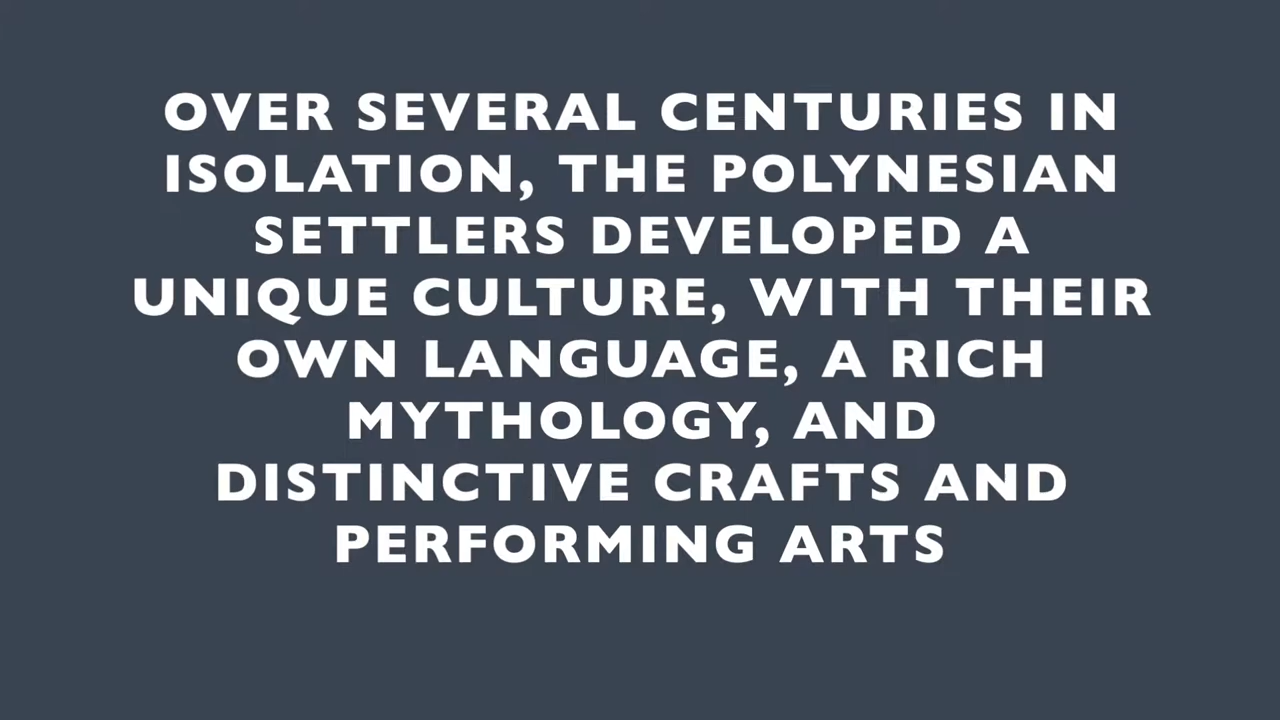 OVER SEVERAL CENTURIES IN
ISOLATION, THE POLYNESIAN
SETTLERS DEVELOPED A
UNIQUE CULTURE, WITH THEIR
OWN LANGUAGE, A RICH
MYTHOLOGY, AND
DISTINCTIVE CRAFTS AND
PERFORMING ARTS